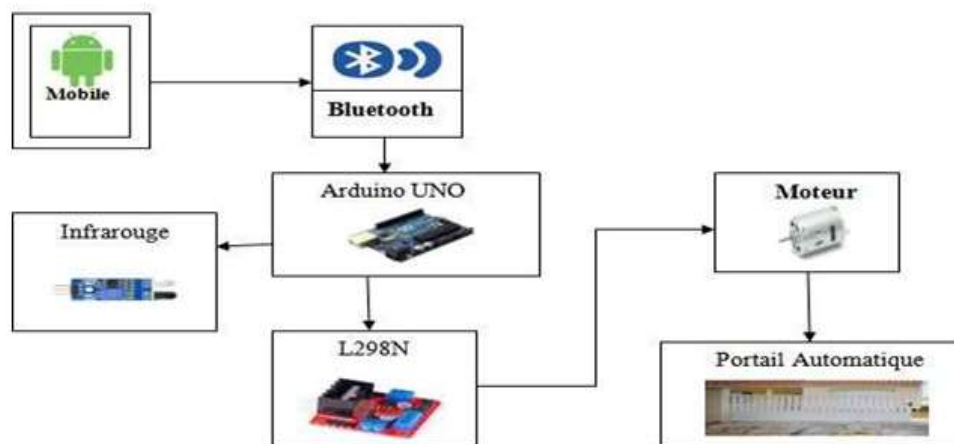 Mobile
Bluetooth
Arduino UNO
Moteur
Infrarouge
L298N
Portail Automatique